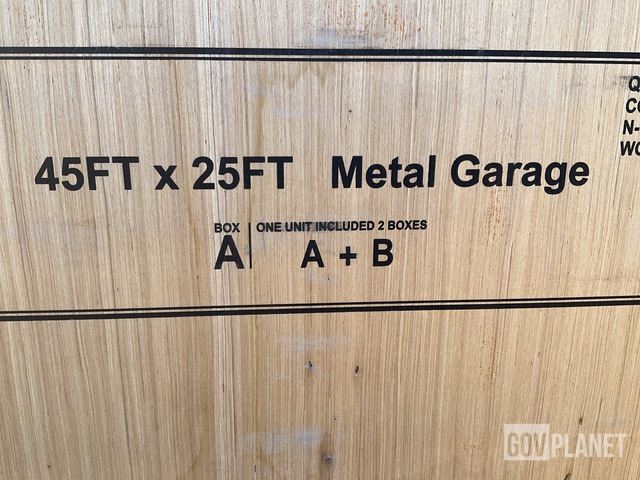 45FT x 25FT Metal Garage
BOX A
ONE UNIT INCLUDED 2 BOXES
A + B
GOVPLANET